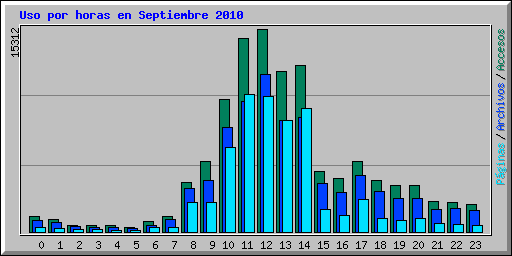 Uso por horas en Septiembre 2010
15312
Páginas/Archivos/Accesos
0 1 2 3 4 5 6 7 8 9 10 11 12 13 14 15 16 17 18 19 20 21 22 23